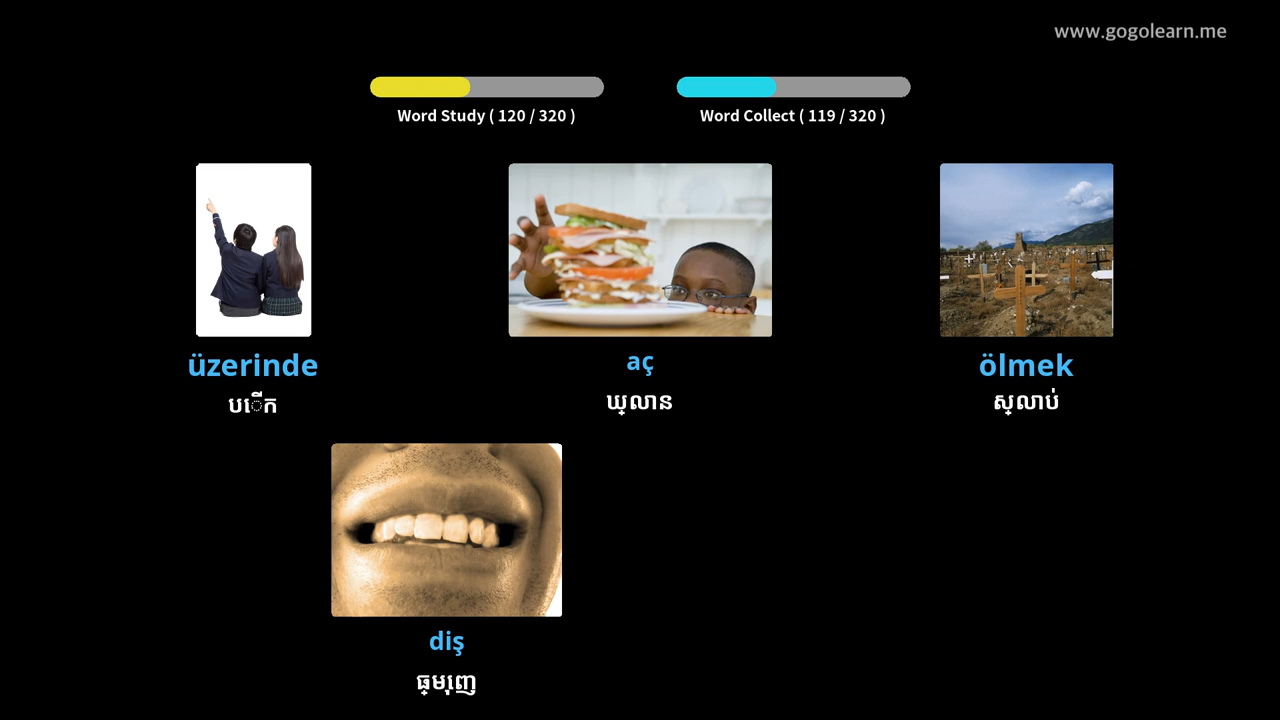 www.gogolearn.me
Word Study ( 120 / 320 )
Word Collect ( 119 / 320 )
üzerinde
បើក
aç
ឃ្លាន
ölmek
ស្លាប់
diş
ធ្មេញ